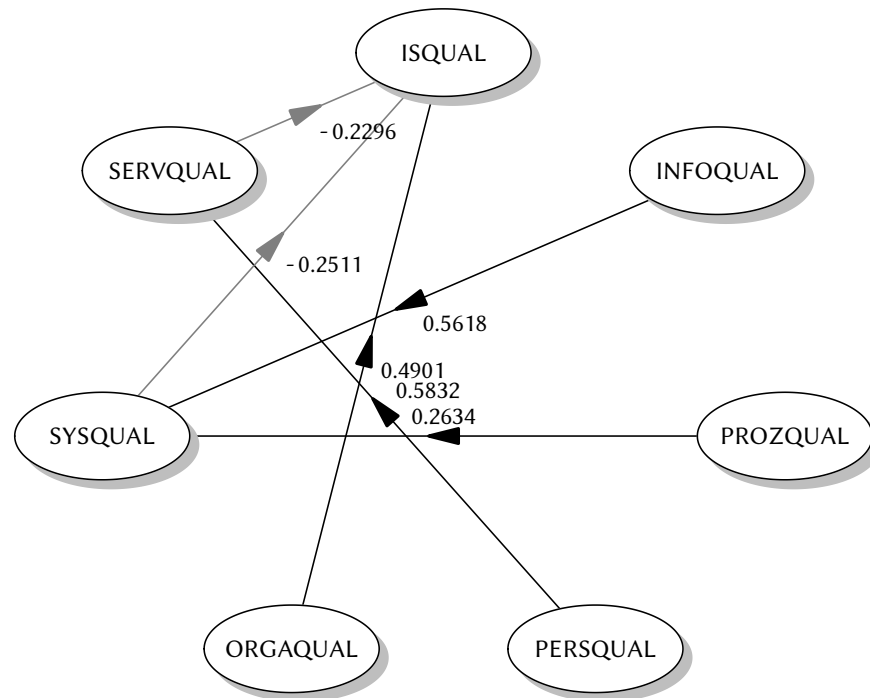 ISQUAL
-0.2296
SERVQUAL
INFOQUAL
-0.2511
0.5618
0.4901
0.5832
0.2634
SYSQUAL
PROZQUAL
ORGAQUAL
PERSQUAL